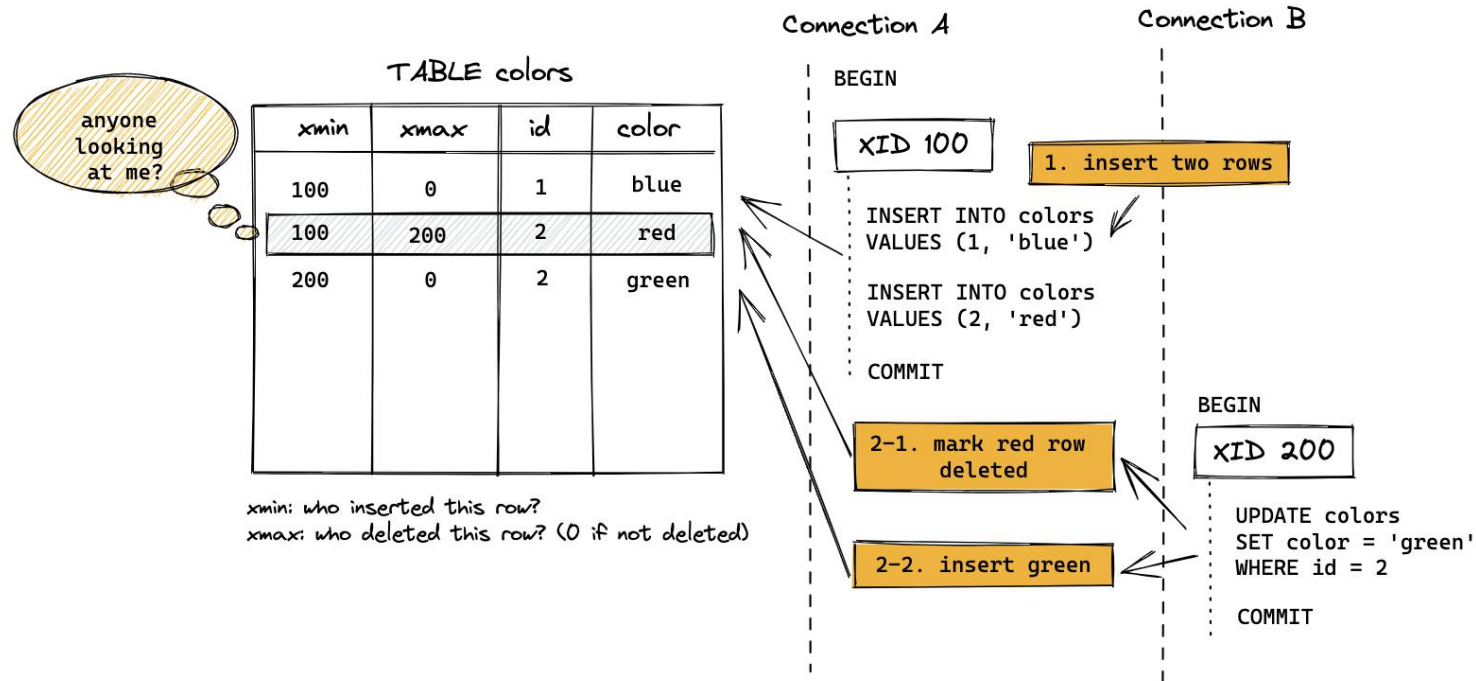 Connection A
Connection B
TABLE colors
anyone
looking
at me?
xmin xmax id color
100 0 1 blue
100 200 2 red
200 0 2 green
xmin: who inserted this row?
xmax: who deleted this row? (0 if not deleted)
BEGIN
XID 100
1. insert two rows
INSERT INTO colors
VALUES (1, 'blue')
INSERT INTO colors
VALUES (2, 'red')
COMMIT
2-1. mark red row
deleted
2-2. insert green
BEGIN
XID 200
UPDATE colors
SET color = 'green'
WHERE id = 2
COMMIT